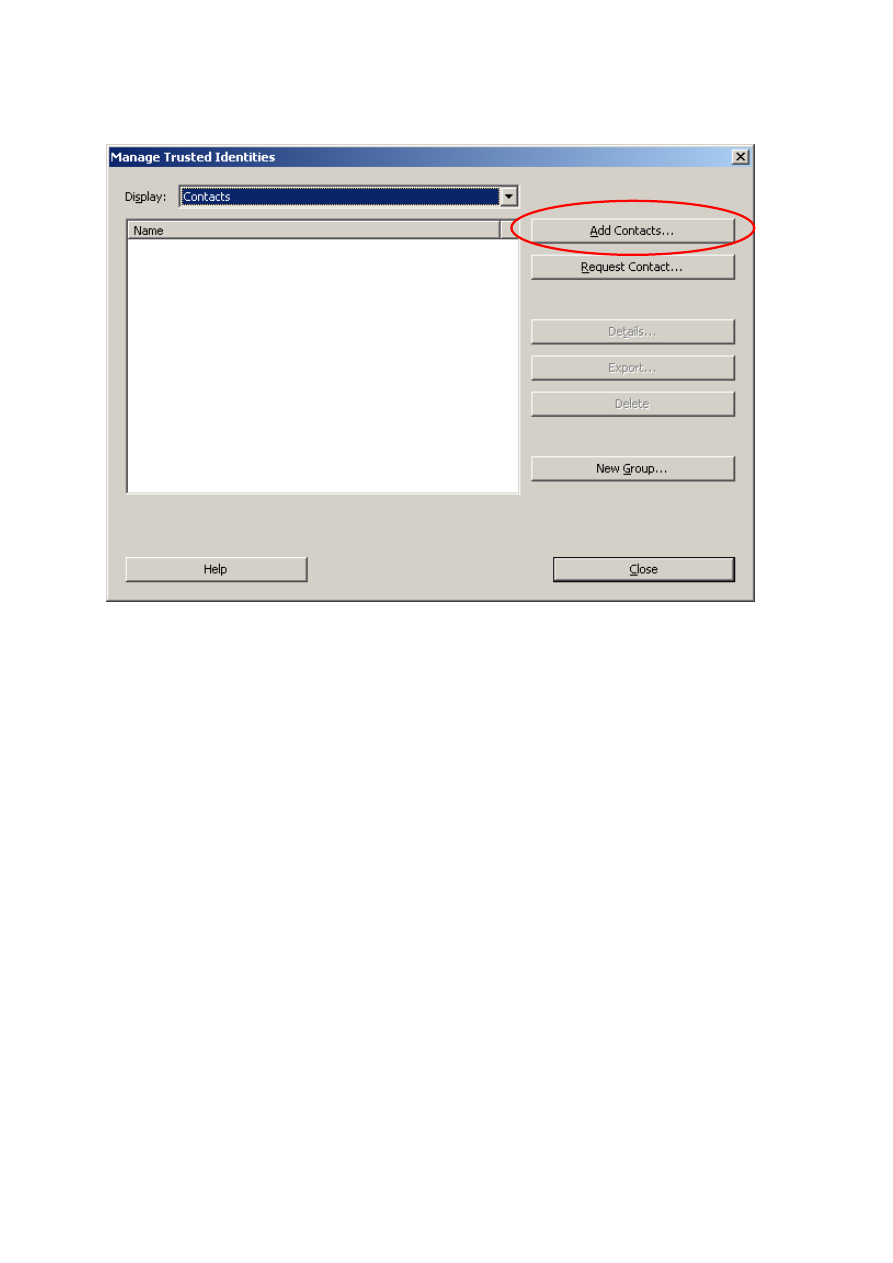 Manage Trusted Identities
Display: Contacts
Name
Add Contacts...
Request Contact...
Details...
Export...
Delete
New Group...
Help
Close